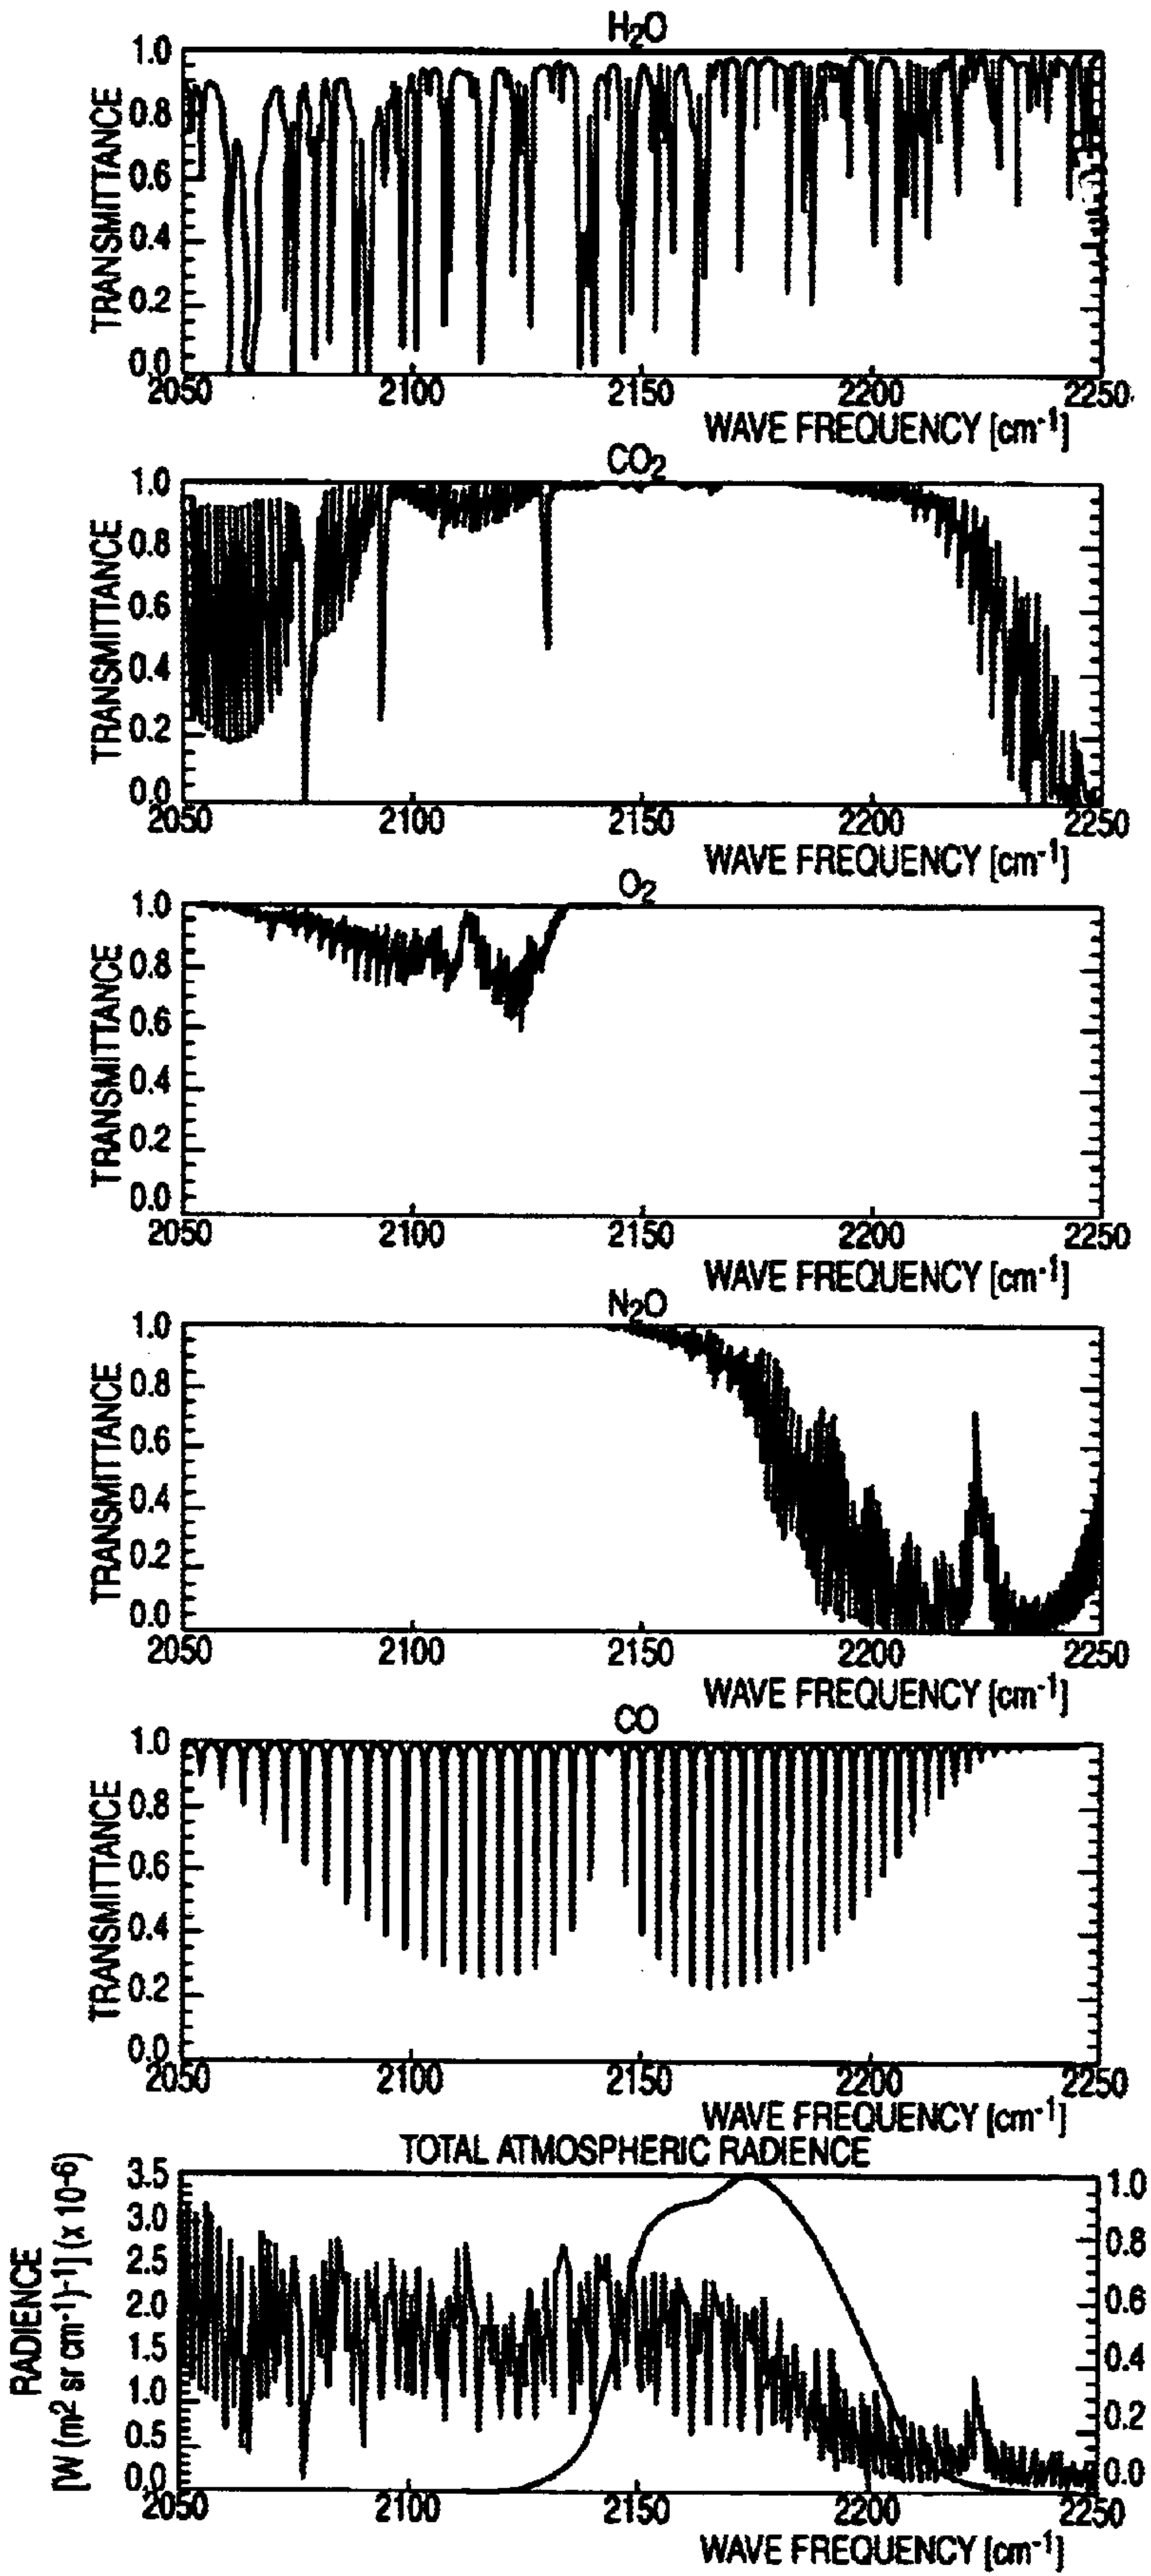 H2O
TRANSMITTANCE
1.0
0.8
0.6
0.4
0.2
0.0
2050 2100 2150 2200 2250
WAVE FREQUENCY [cm-1]
CO2
TRANSMITTANCE
1.0
0.8
0.6
0.4
0.2
0.0
2050 2100 2150 2200 2250
WAVE FREQUENCY [cm-1]
O2
TRANSMITTANCE
1.0
0.8
0.6
0.4
0.2
0.0
2050 2100 2150 2200 2250
WAVE FREQUENCY [cm-1]
N2O
TRANSMITTANCE
1.0
0.8
0.6
0.4
0.2
0.0
2050 2100 2150 2200 2250
WAVE FREQUENCY [cm-1]
CO
TRANSMITTANCE
1.0
0.8
0.6
0.4
0.2
0.0
2050 2100 2150 2200 2250
WAVE FREQUENCY [cm-1]
TOTAL ATMOSPHERIC RADIENCE
RADIENCE
[W (m2 sr cm-1)-1] (x 10-6)
3.5
3.0
2.5
2.0
1.5
1.0
0.5
0.0
1.0
0.8
0.6
0.4
0.2
0.0
2050 2100 2150 2200 2250
WAVE FREQUENCY [cm-1]